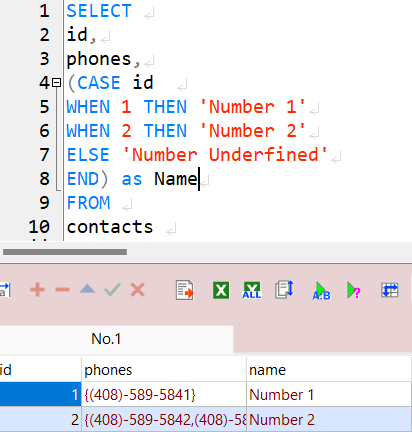 1 SELECT
2 id,
3 phones,
4 (CASE id
5 WHEN 1 THEN 'Number 1'
6 WHEN 2 THEN 'Number 2'
7 ELSE 'Number Underfined'
8 END) as Name
9 FROM
10 contacts
a
X
X ALL
A:B
?
No.1
id phones name
1 {(408)-589-5841} Number 1
2 {(408)-589-5842,(408)-58 Number 2